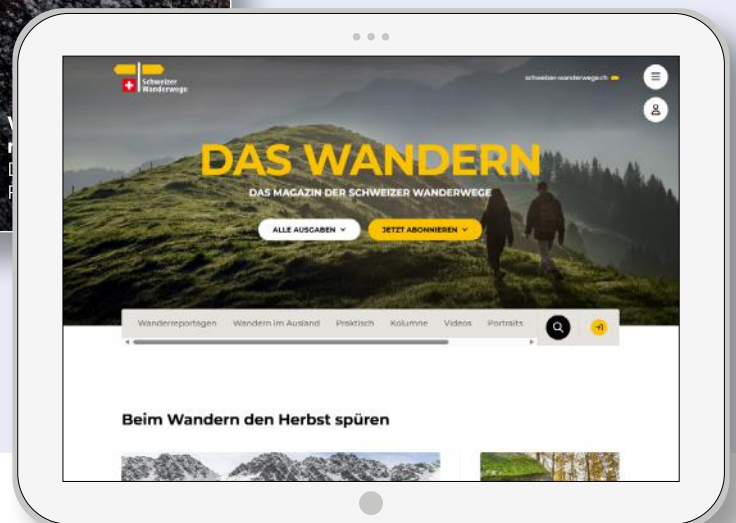 Schweizer
Wanderwege
schweizer-wanderwege.ch
DAS WANDERN
DAS MAGAZIN DER SCHWEIZER WANDERWEGE
ALLE AUSGABEN
JETZT ABONNIEREN
Wanderreportagen Wandern im Ausland Praktisch Kolumne Videos Portraits
Beim Wandern den Herbst spüren